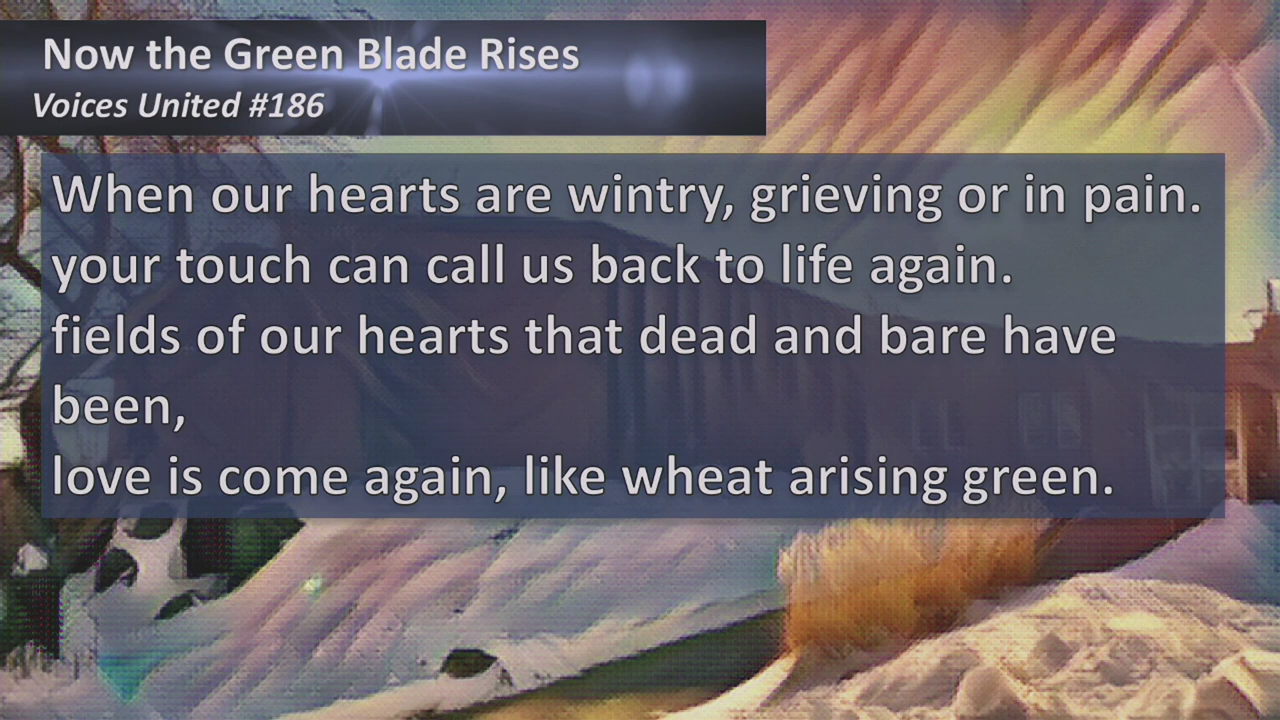 Now the Green Blade Rises
Voices United #186
When our hearts are wintry, grieving or in pain.
your touch can call us back to life again.
fields of our hearts that dead and bare have
been,
love is come again, like wheat arising green.